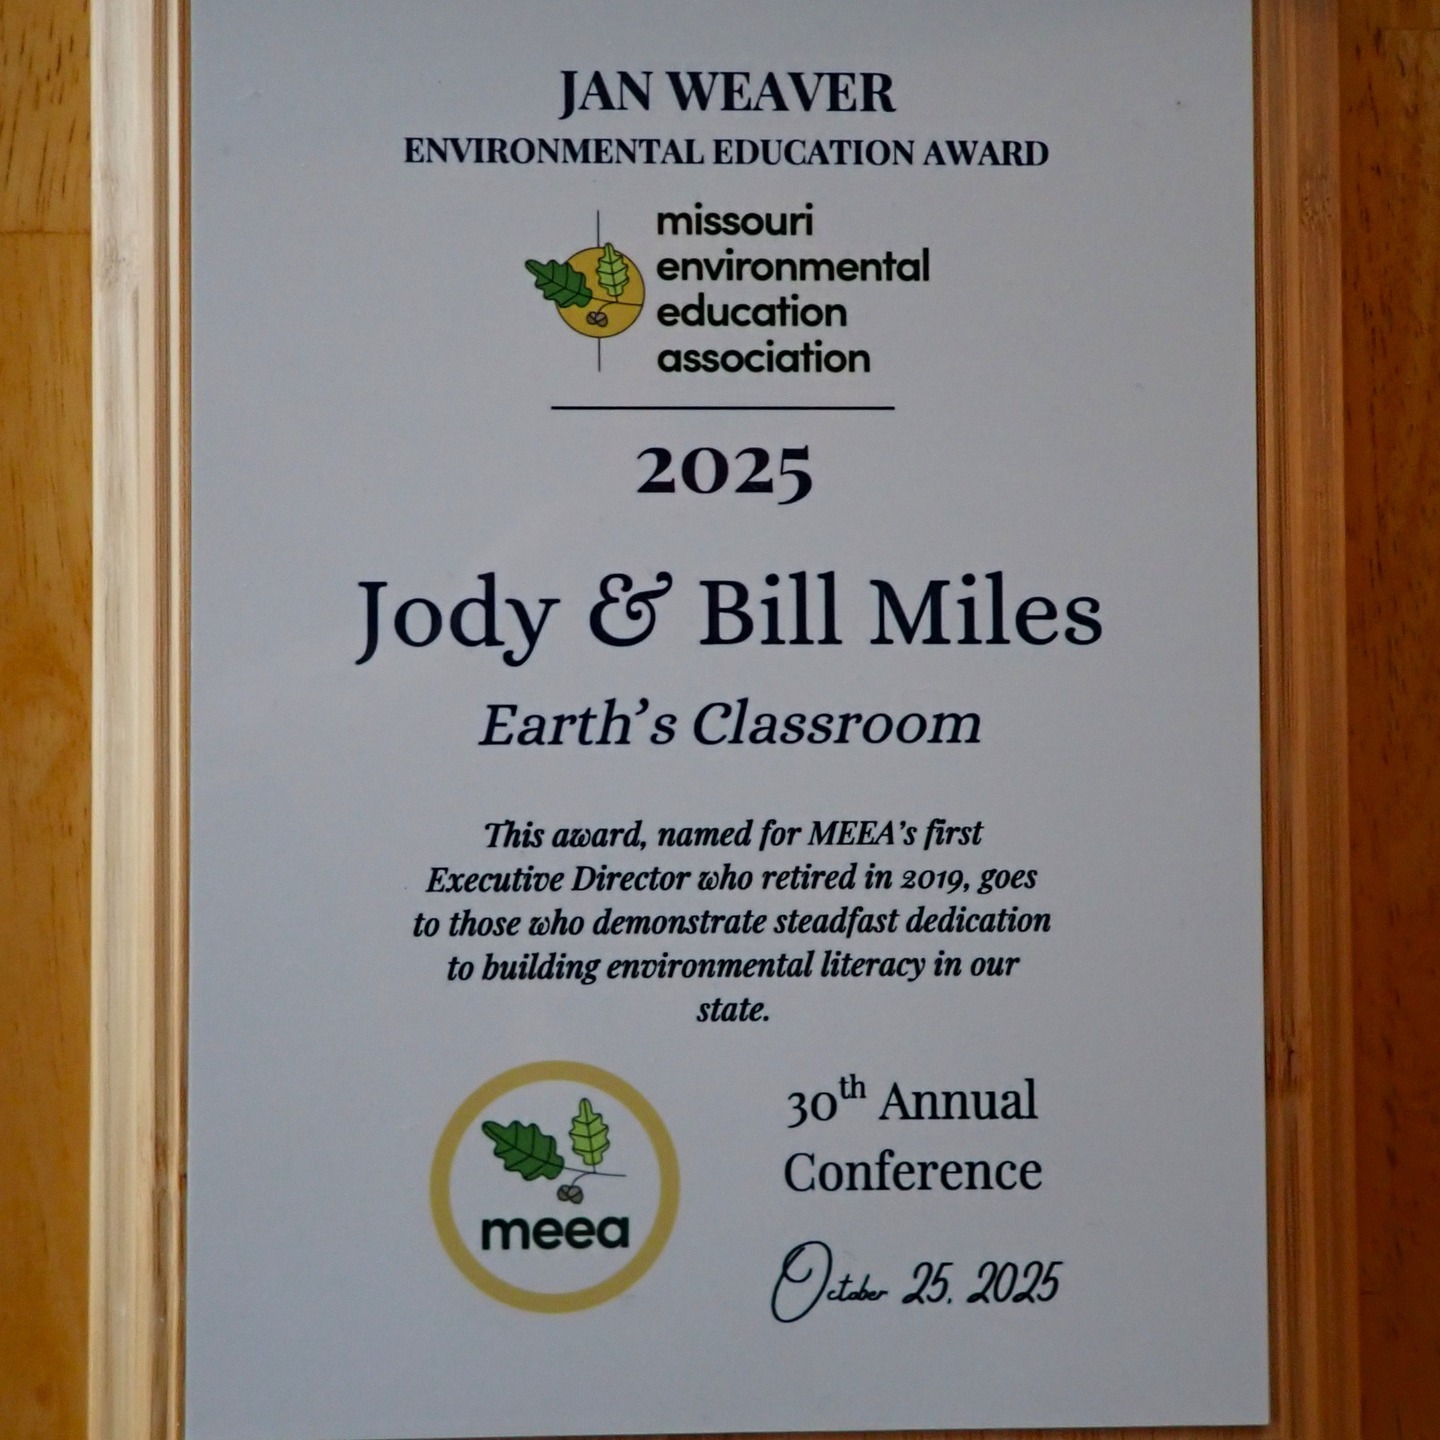 JAN WEAVER
ENVIRONMENTAL EDUCATION AWARD
missouri
environmental
education
association
2025
Jody & Bill Miles
Earth's Classroom
This award, named for MEEA's first
Executive Director who retired in 2019, goes
to those who demonstrate steadfast dedication
to building environmental literacy in our
state.
meea
30th Annual
Conference
October 25, 2025